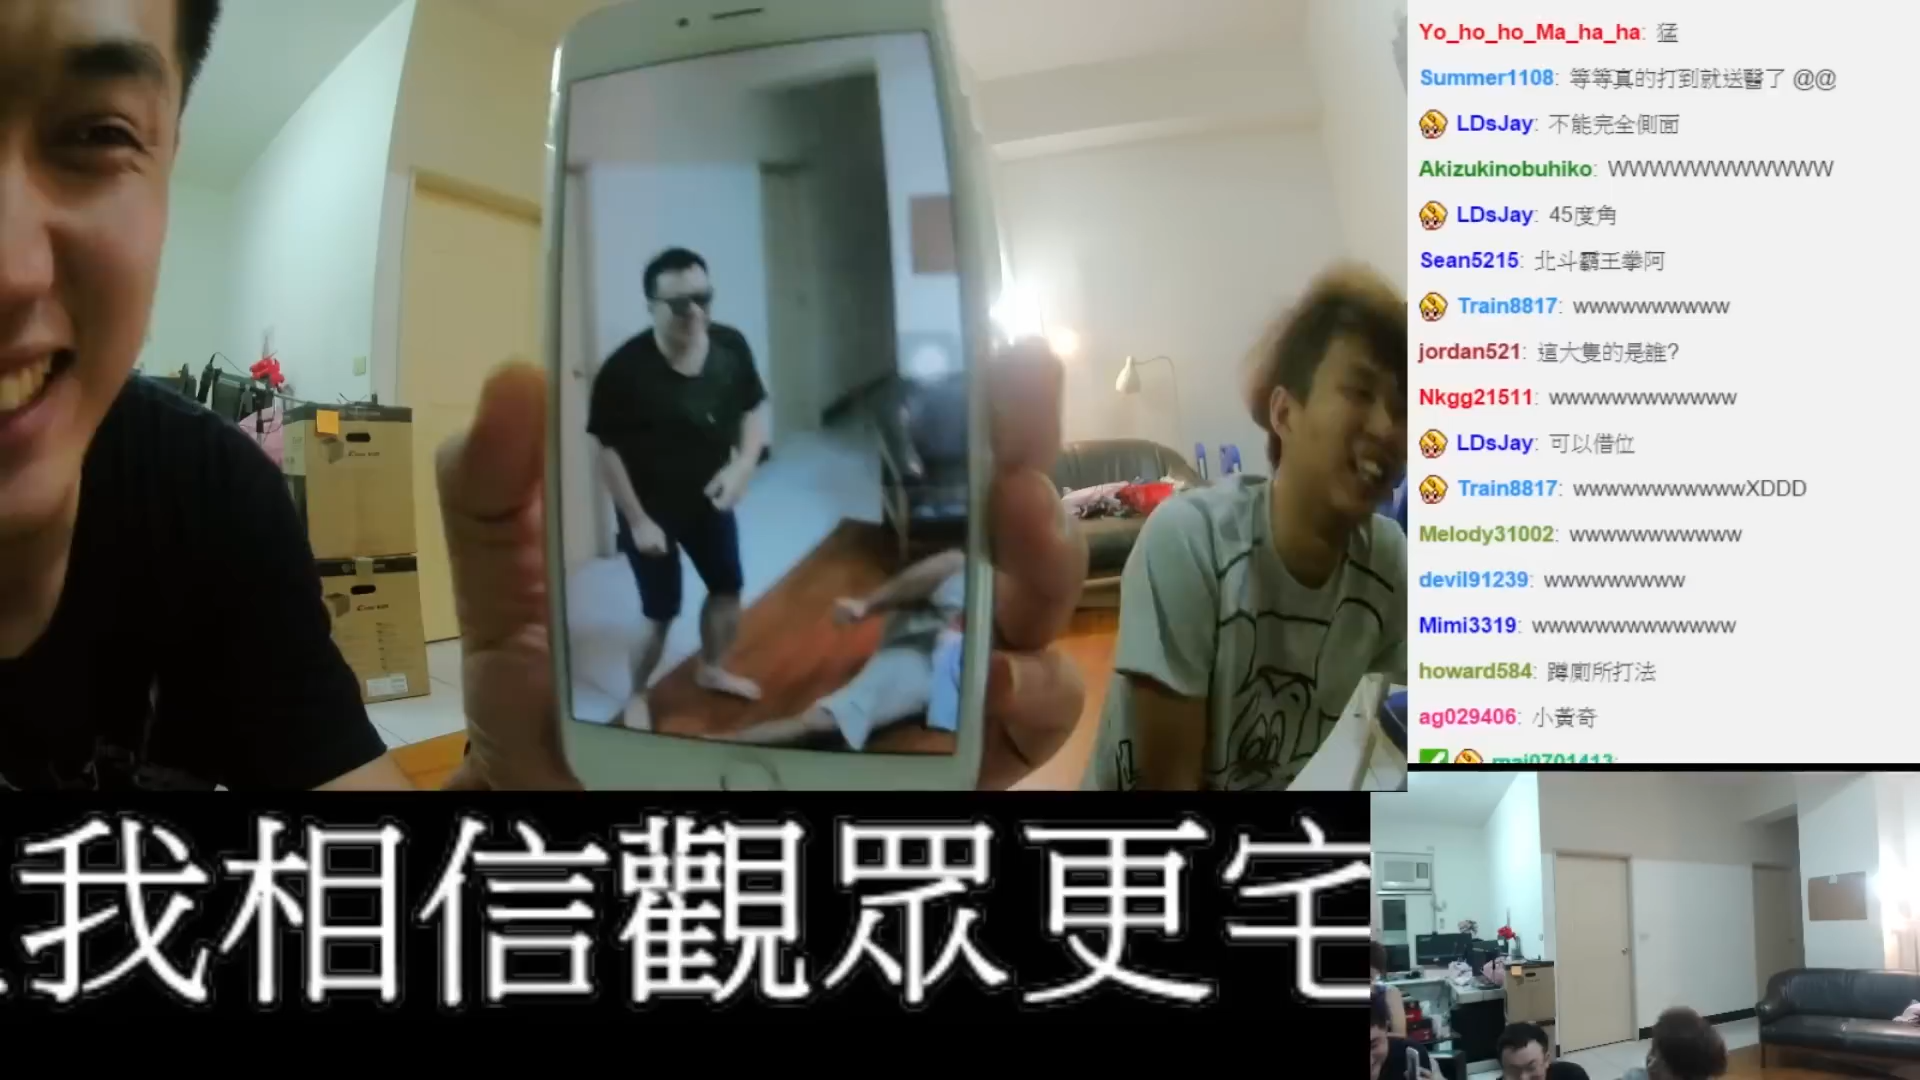 Yo_ho_ho_Ma_ha_ha: 猛
Summer1108: 等等真的打到就送醫了 @@
LDsJay: 不能完全側面
Akizukinobuhiko: WWWWWWWWWWWWW
LDsJay: 45度角
Sean5215: 北斗霸王拳阿
Train8817: wwwwwwwwww
jordan521: 這大隻的是誰?
Nkgg21511: wwwwwwwwwwww
LDsJay: 可以借位
Train8817: wwwwwwwwwwwXDDD
Melody31002: wwwwwwwwwww
devil91239: wwwwwwwww
Mimi3319: wwwwwwwwwwwww
howard584: 蹲廁所打法
ag029406: 小黃奇
我相信觀眾更宅